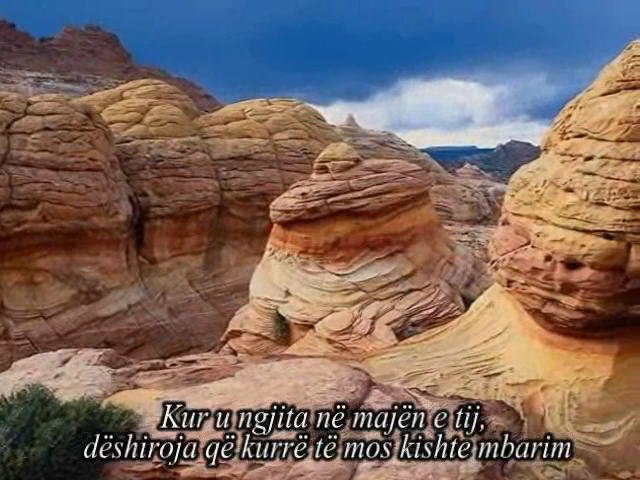 Kur u ngjita në majën e tij,
dëshiroja që kurrë të mos kishte mbarim